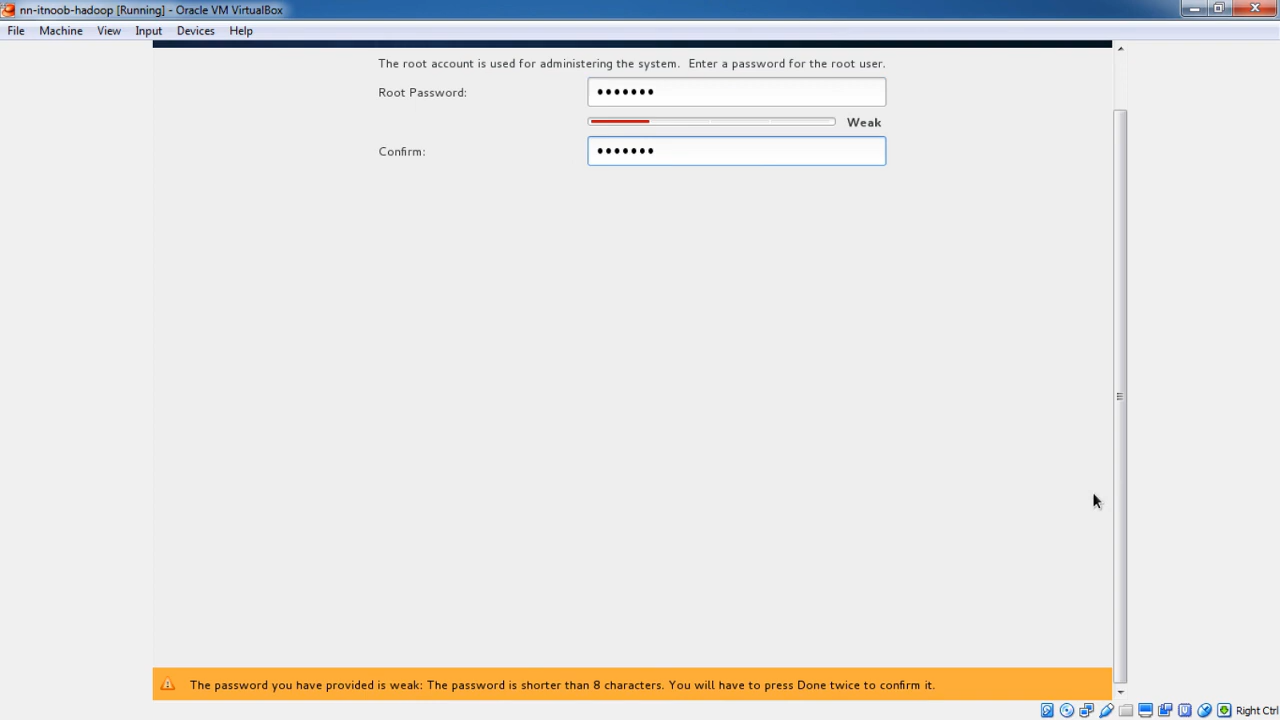 nn-itnoob-hadoop [Running] - Oracle VM VirtualBox
File Machine View Input Devices Help
The root account is used for administering the system. Enter a password for the root user.
Root Password: •••••••
Weak
Confirm: •••••••
The password you have provided is weak: The password is shorter than 8 characters. You will have to press Done twice to confirm it.
Right Ctrl